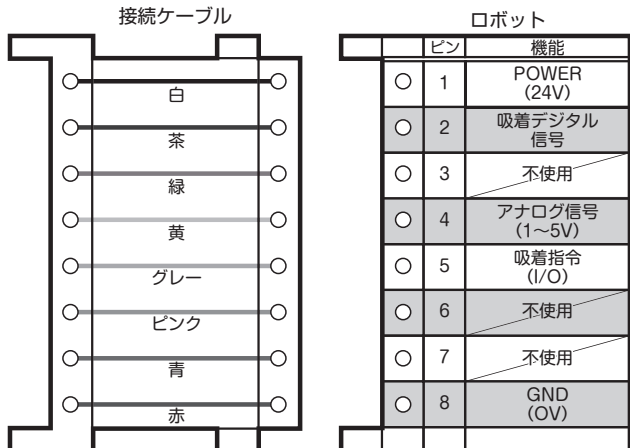 接続ケーブル
白
茶
緑
黄
グレー
ピンク
青
赤
ロボット
ピン 機能
1 POWER
(24V)
2 吸着デジタル
信号
3 不使用
4 アナログ信号
(1～5V)
5 吸着指令
(I/O)
6 不使用
7 不使用
8 GND
(OV)